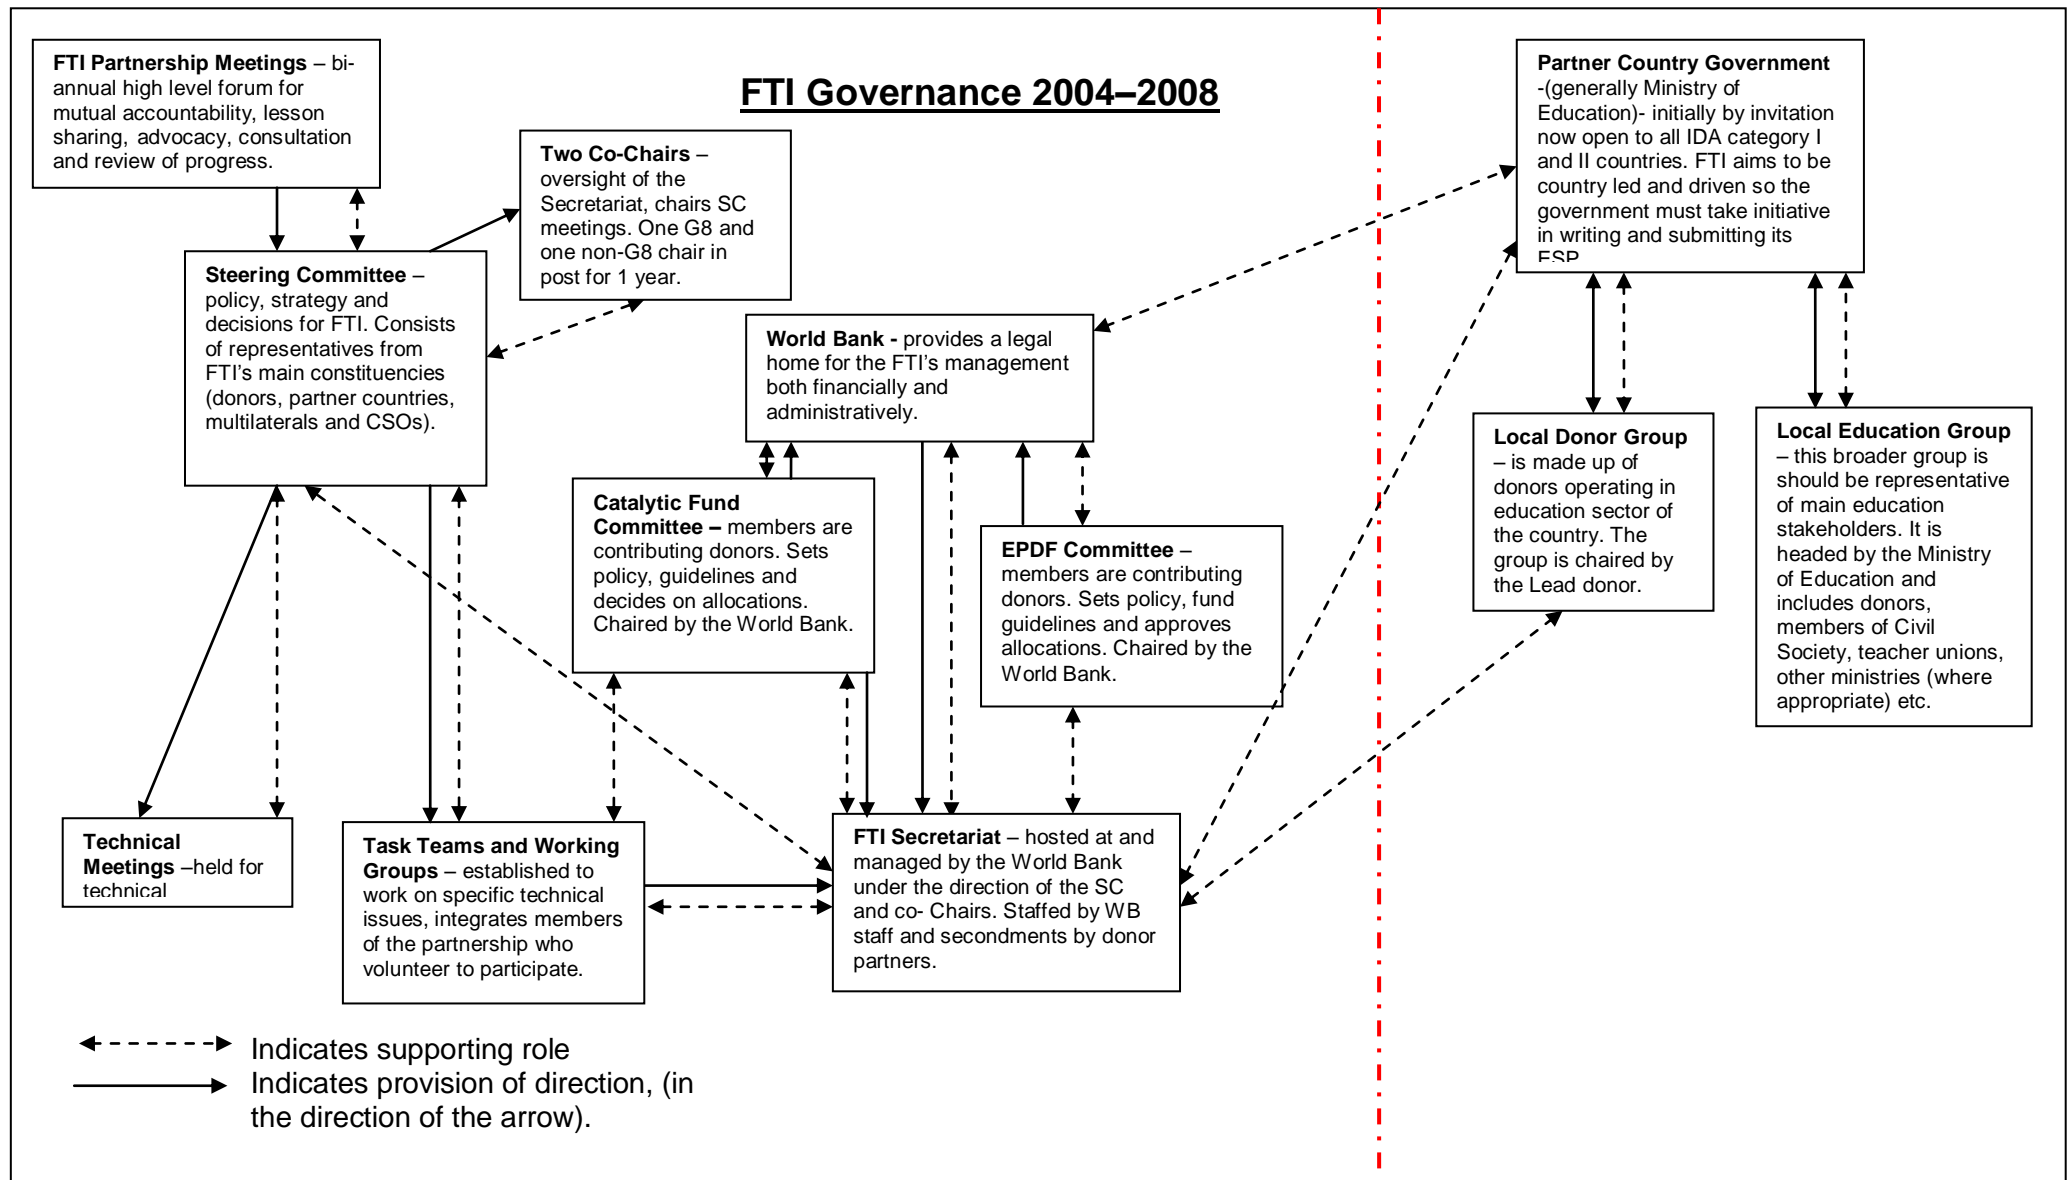 FTI Governance 2004–2008
FTI Partnership Meetings – bi-
annual high level forum for
mutual accountability, lesson
sharing, advocacy, consultation
and review of progress.
Two Co-Chairs –
oversight of the
Secretariat, chairs SC
meetings. One G8 and
one non-G8 chair in
post for 1 year.
Steering Committee –
policy, strategy and
decisions for FTI. Consists
of representatives from
FTI's main constituencies
(donors, partner countries,
multilaterals and CSOs).
World Bank - provides a legal
home for the FTI's management
both financially and
administratively.
Catalytic Fund
Committee – members are
contributing donors. Sets
policy, guidelines and
decides on allocations.
Chaired by the World Bank.
EPDF Committee –
members are contributing
donors. Sets policy, fund
guidelines and approves
allocations. Chaired by the
World Bank.
Technical
Meetings –held for
technical
Task Teams and Working
Groups – established to
work on specific technical
issues, integrates members
of the partnership who
volunteer to participate.
FTI Secretariat – hosted at and
managed by the World Bank
under the direction of the SC
and co- Chairs. Staffed by WB
staff and secondments by donor
partners.
Partner Country Government
-(generally Ministry of
Education)- initially by invitation
now open to all IDA category I
and II countries. FTI aims to be
country led and driven so the
government must take initiative
in writing and submitting its
ESP
Local Donor Group
– is made up of
donors operating in
education sector of
the country. The
group is chaired by
the Lead donor.
Local Education Group
– this broader group is
should be representative
of main education
stakeholders. It is
headed by the Ministry
of Education and
includes donors,
members of Civil
Society, teacher unions,
other ministries (where
appropriate) etc.
Indicates supporting role
Indicates provision of direction, (in
the direction of the arrow).